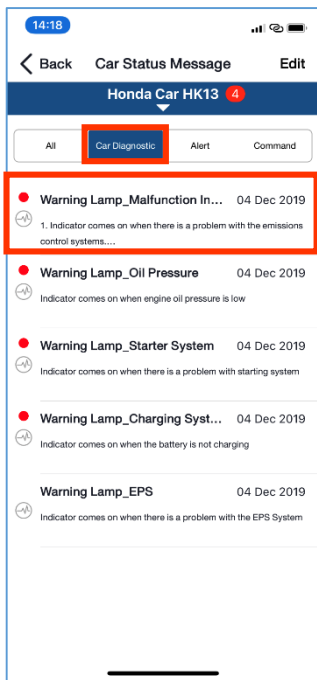 14:18
Back Car Status Message Edit
Honda Car HK13 4
All Car Diagnostic Alert Command
Warning Lamp_Malfunction In... 04 Dec 2019
1. Indicator comes on when there is a problem with the emissions
control systems....
Warning Lamp_Oil Pressure 04 Dec 2019
Indicator comes on when engine oil pressure is low
Warning Lamp_Starter System 04 Dec 2019
Indicator comes on when there is a problem with starting system
Warning Lamp_Charging Syst... 04 Dec 2019
Indicator comes on when the battery is not charging
Warning Lamp_EPS 04 Dec 2019
Indicator comes on when there is a problem with the EPS System